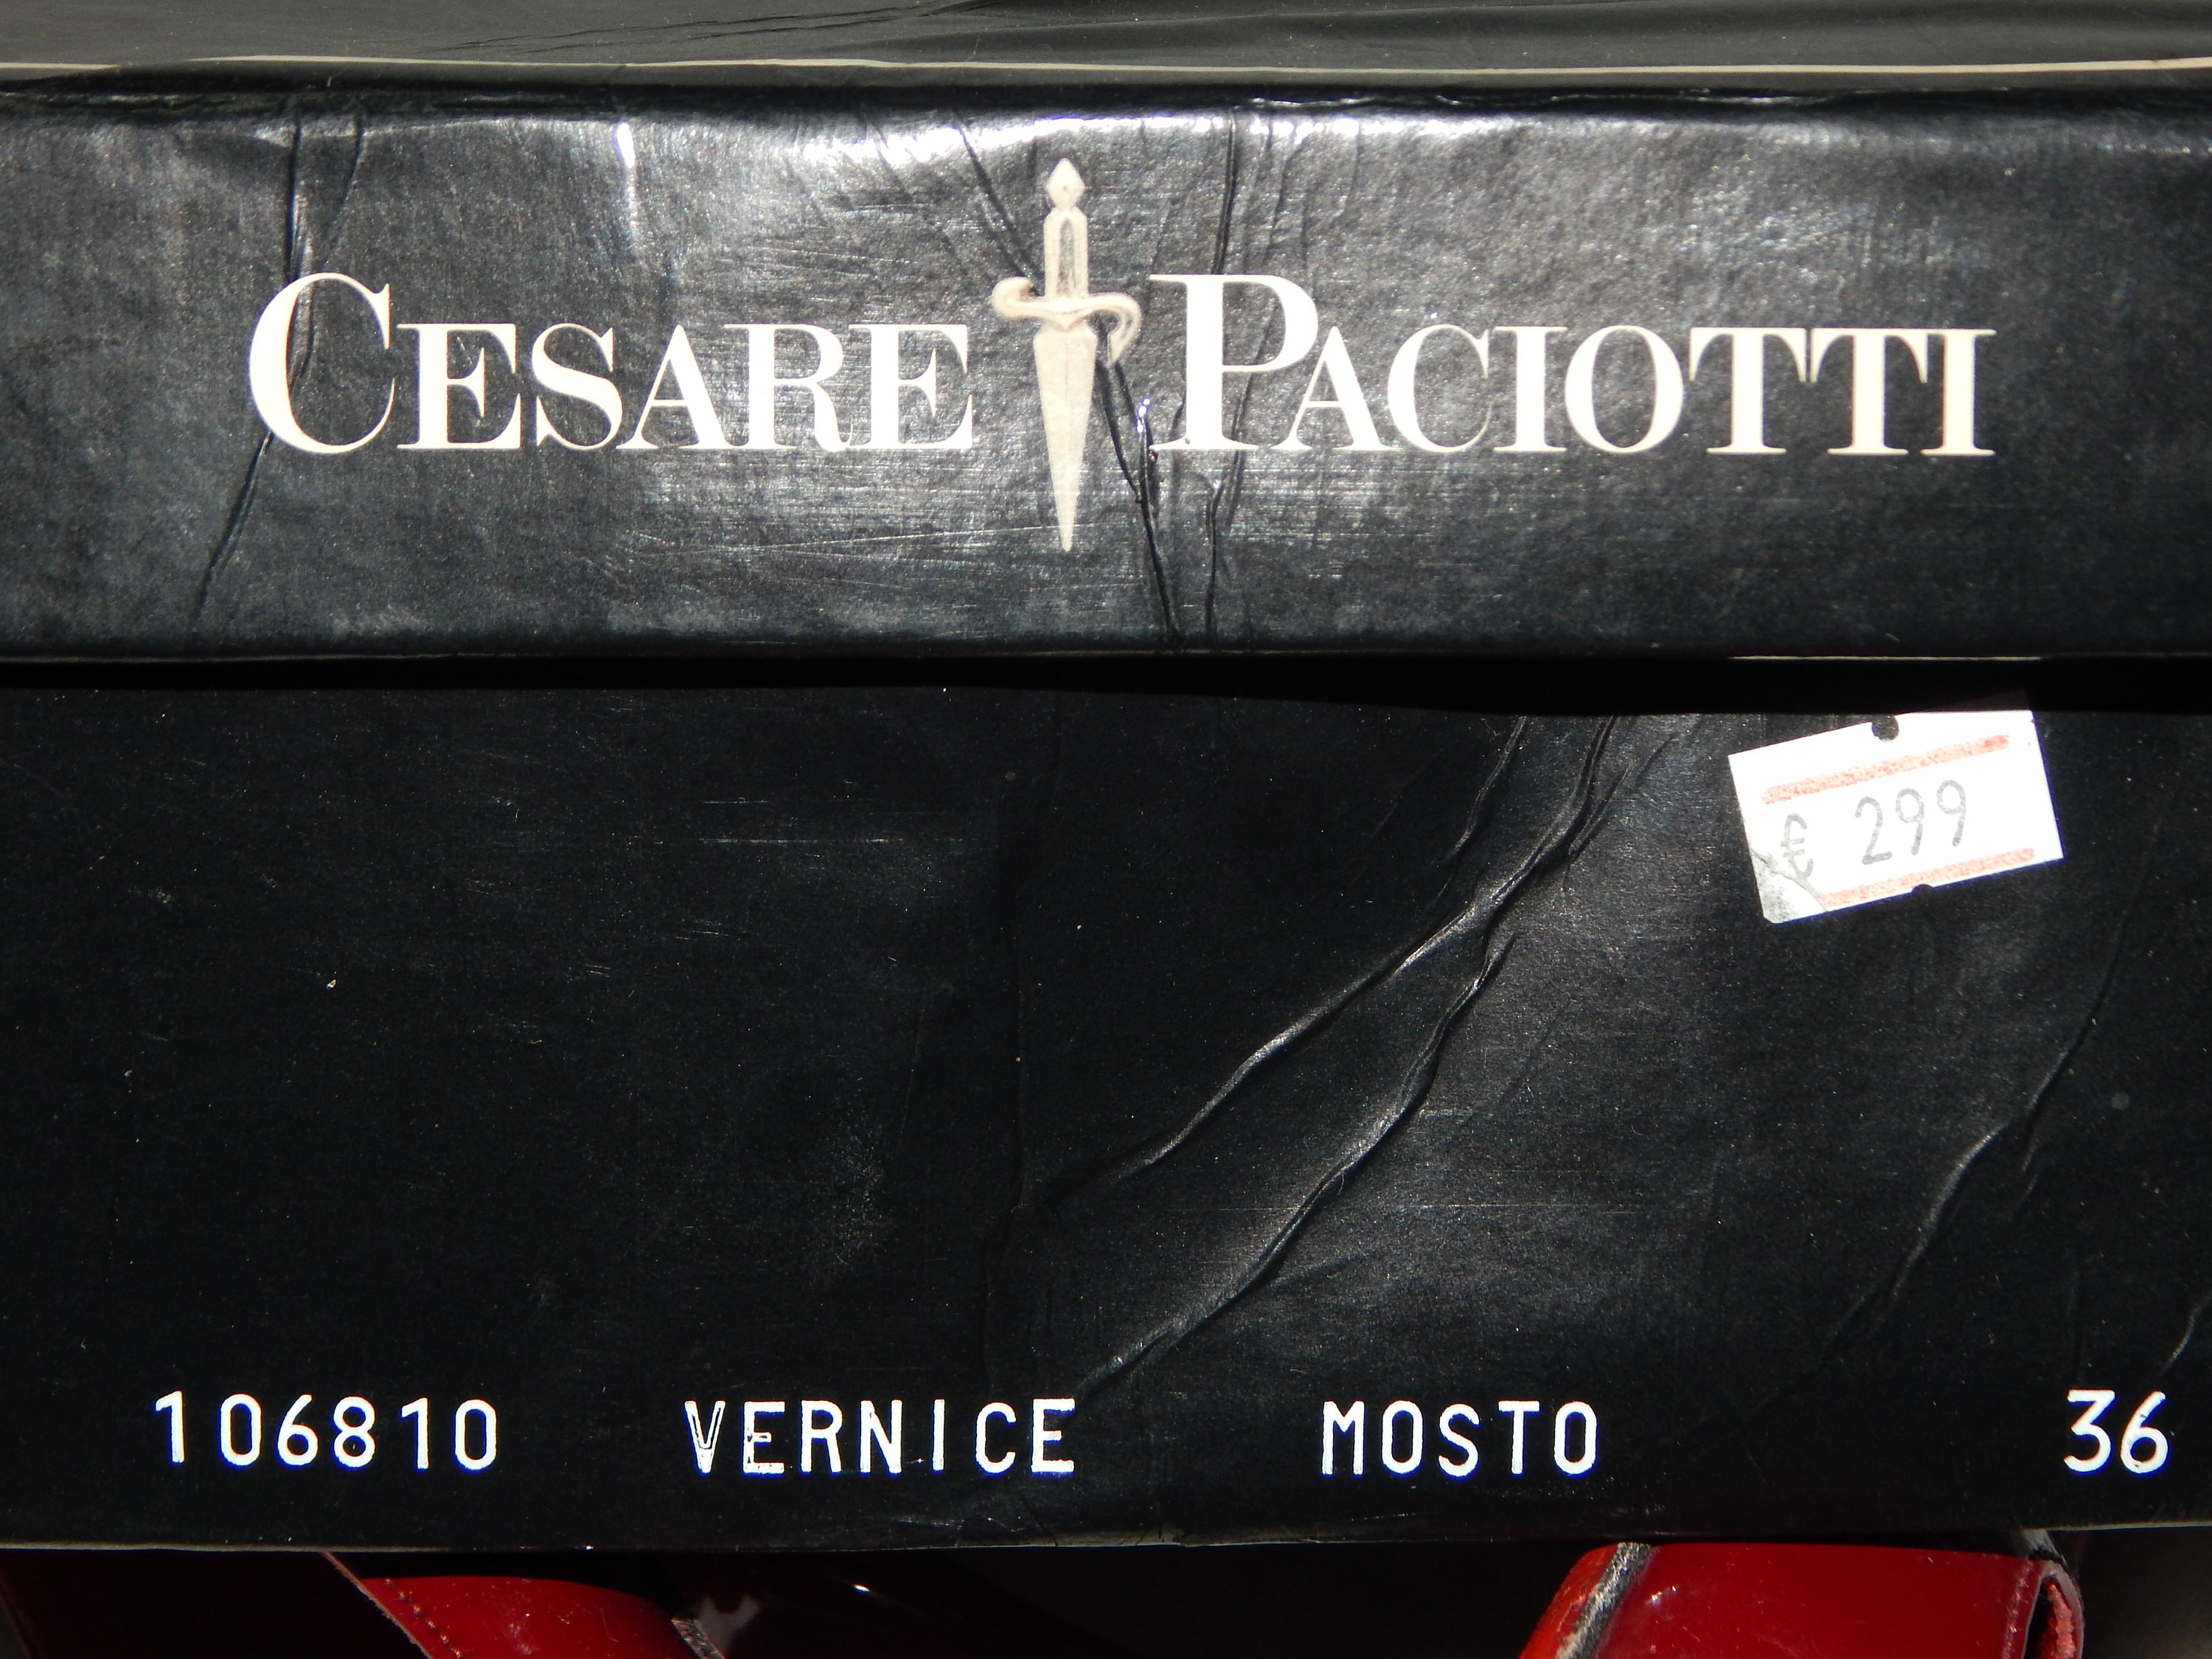 CESARE PACIOTTI
€ 299
106810 VERNICE MOSTO 36